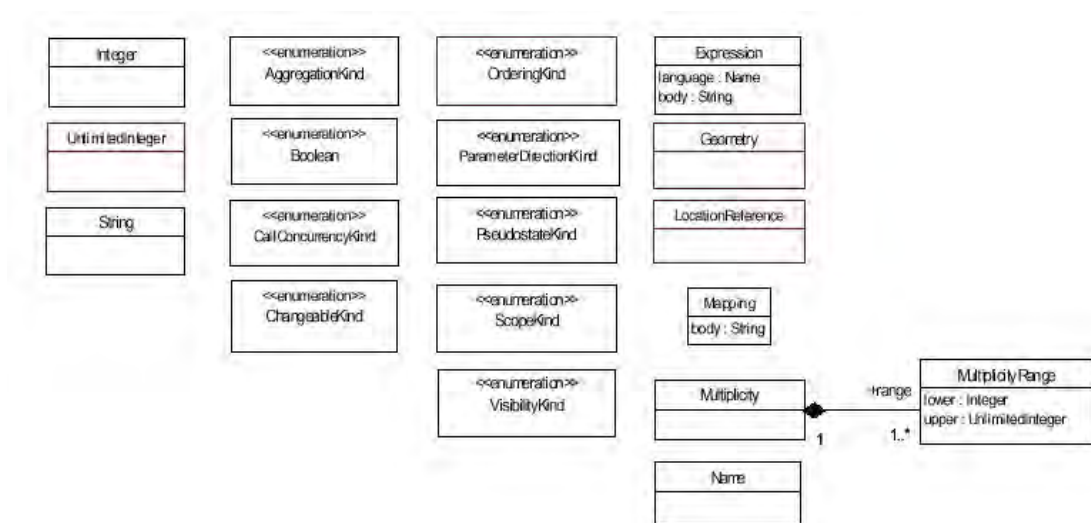 Integer
UnlimitedInteger
String
<<enumeration>>
AggregationKind
<<enumeration>>
Boolean
<<enumeration>>
CallConcurrencyKind
<<enumeration>>
ChangeableKind
<<enumeration>>
OrderingKind
<<enumeration>>
ParameterDirectionKind
<<enumeration>>
PseudostateKind
<<enumeration>>
ScopeKind
<<enumeration>>
VisibilityKind
Expression
language : Name
body : String
Geometry
LocationReference
Mapping
body : String
Multiplicity
1
+range
1..*
MultiplicityRange
lower : Integer
upper : UnlimitedInteger
Name